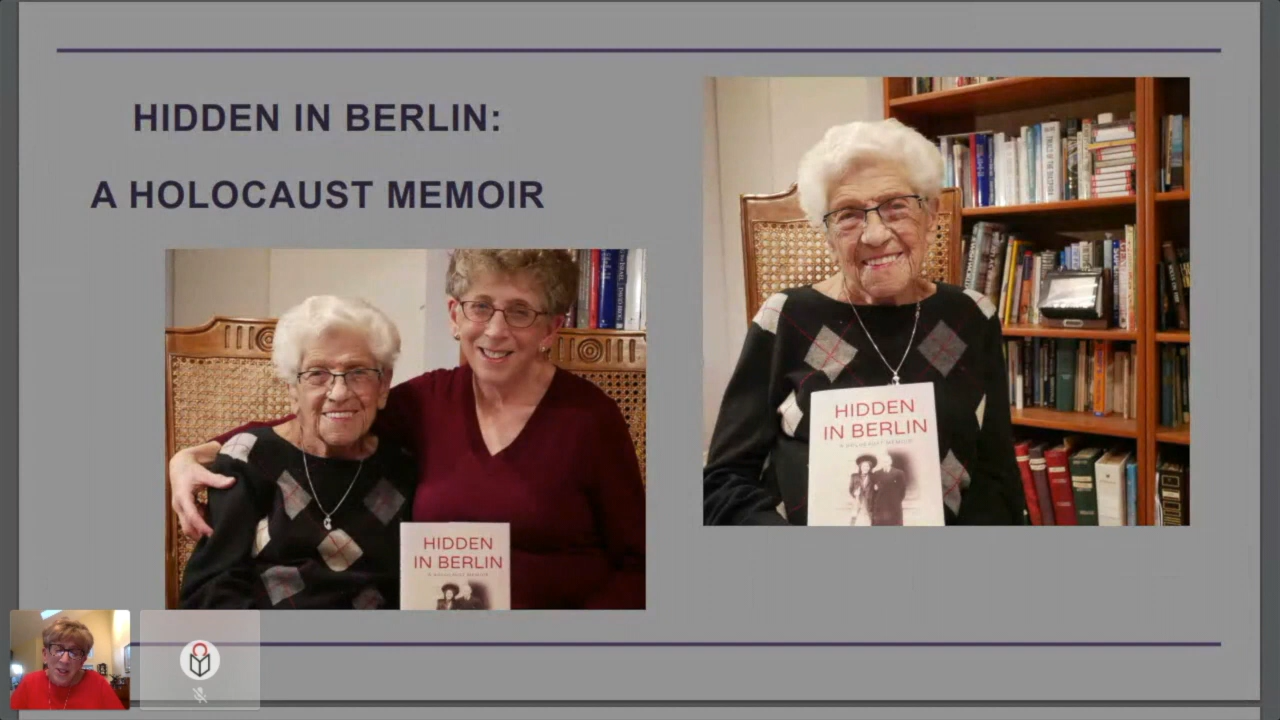 HIDDEN IN BERLIN:
A HOLOCAUST MEMOIR
HIDDEN
IN BERLIN
A HOLOCAUST MEMOIR
HIDDEN
IN BERLIN
A HOLOCAUST MEMOIR